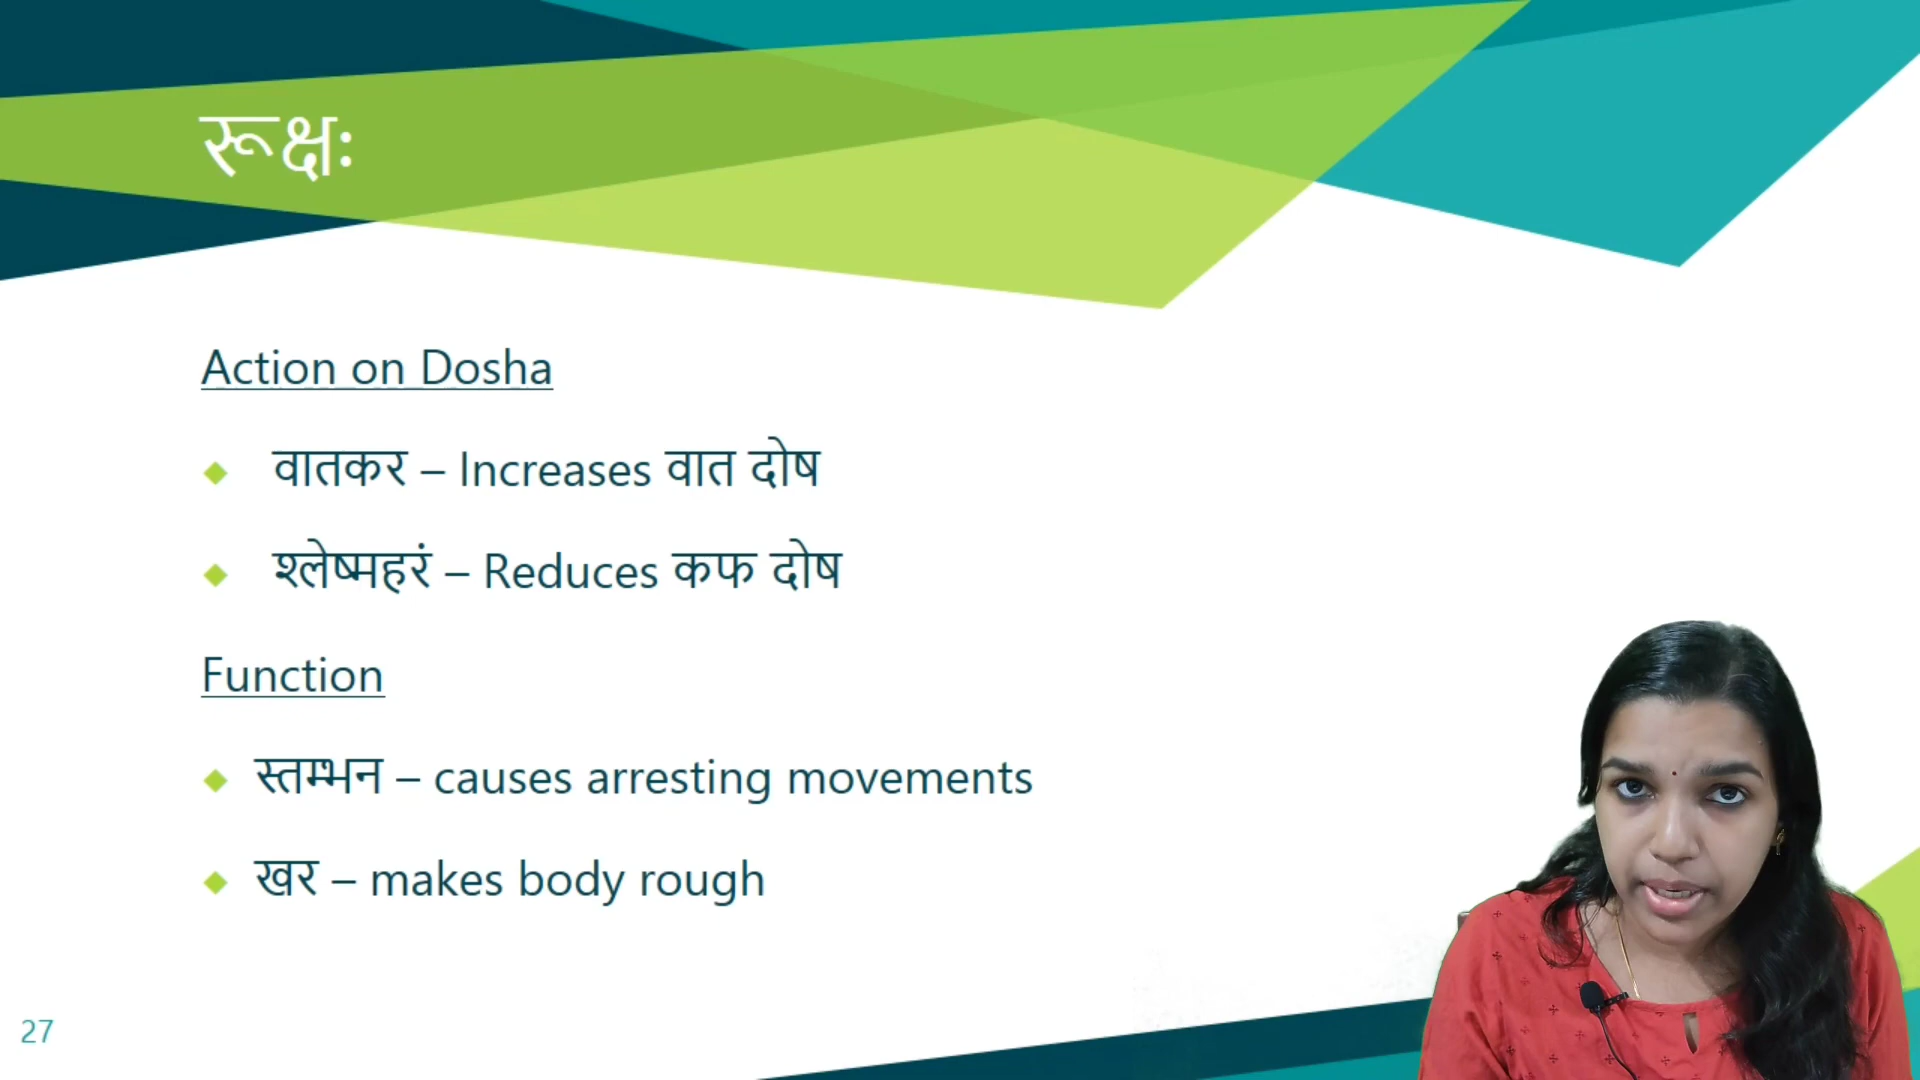 रूक्षः
Action on Dosha
वातकर – Increases वात दोष
श्लेष्महरं – Reduces कफ दोष
Function
स्तम्भन – causes arresting movements
खर – makes body rough
27